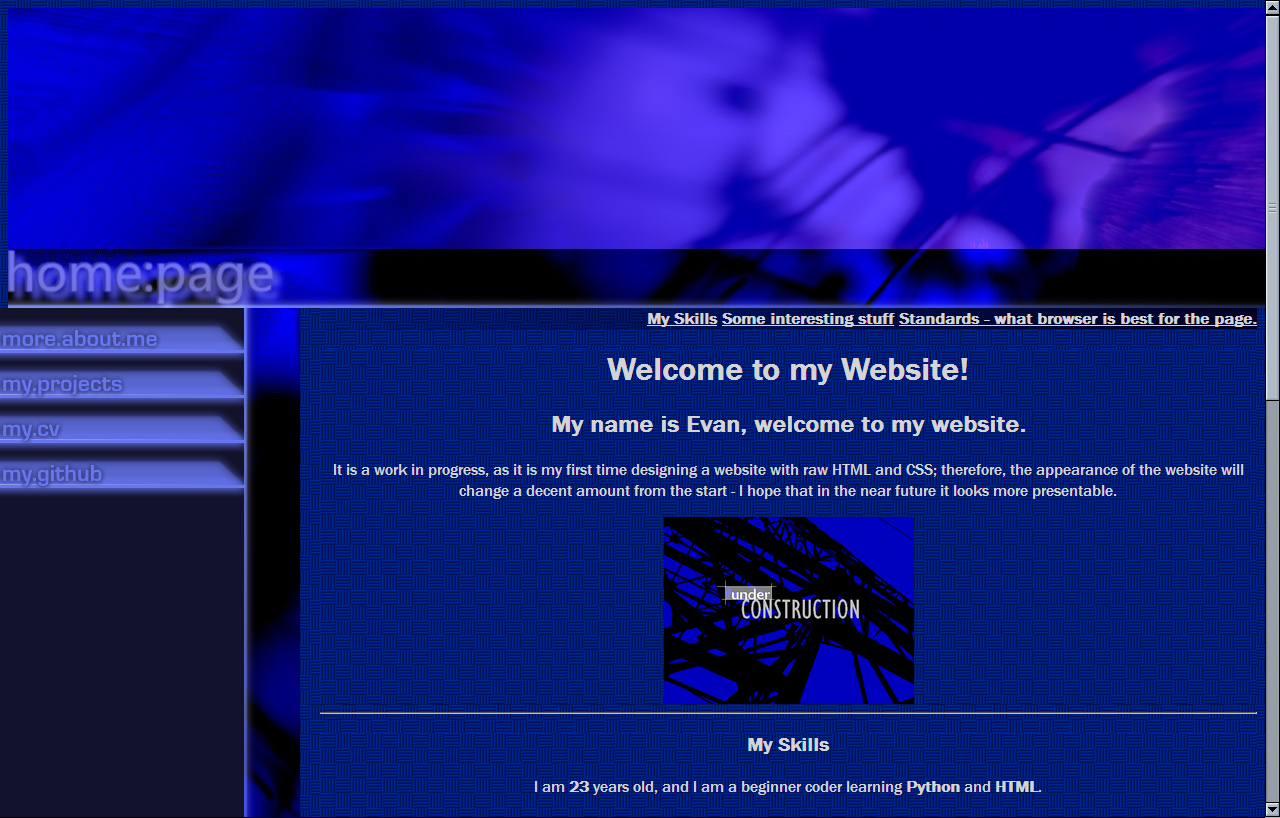 home:page
more.about.me
my.projects
my.cv
my.github
My Skills Some interesting stuff Standards - what browser is best for the page.
Welcome to my Website!
My name is Evan, welcome to my website.
It is a work in progress, as it is my first time designing a website with raw HTML and CSS; therefore, the appearance of the website will
change a decent amount from the start - I hope that in the near future it looks more presentable.
under
CONSTRUCTION
My Skills
I am 23 years old, and I am a beginner coder learning Python and HTML.